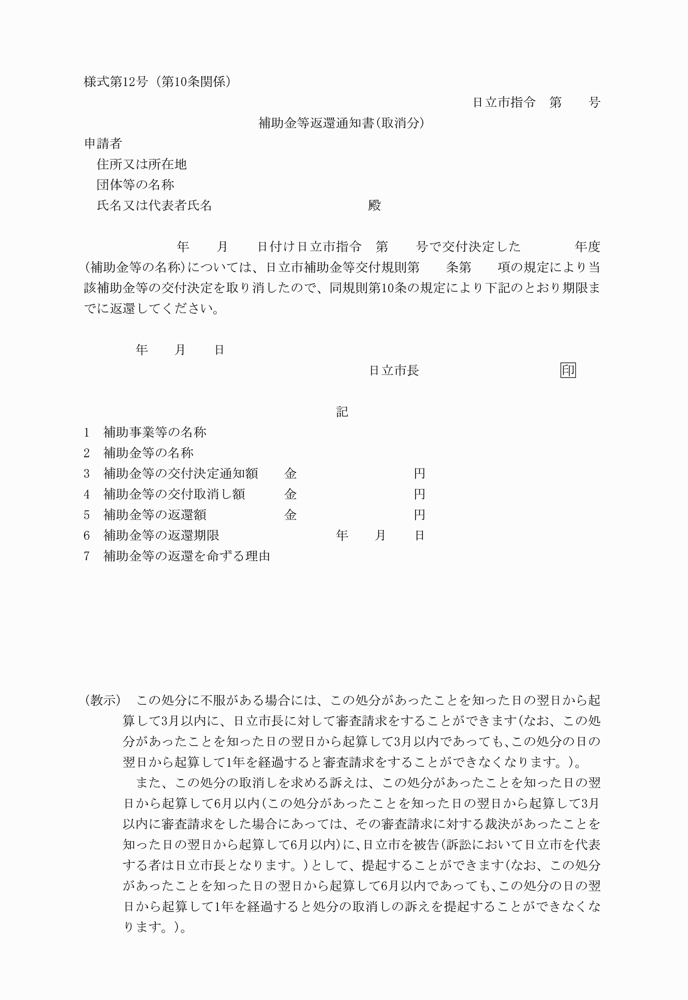 様式第12号（第10条関係）
日立市指令　第　　号
補助金等返還通知書(取消分)
申請者
　住所又は所在地
　団体等の名称
　氏名又は代表者氏名　　　　　　　　　　　　殿
　　　　　　　年　　月　　日付け日立市指令　第　　号で交付決定した　　　　年度
(補助金等の名称)については、日立市補助金等交付規則第　　条第　　項の規定により当
該補助金等の交付決定を取り消したので、同規則第10条の規定により下記のとおり期限ま
でに返還してください。
　　　　年　　月　　日
日立市長　　　　　　　　　　　印
記
1　補助事業等の名称
2　補助金等の名称
3　補助金等の交付決定通知額　　金　　　　　　　　　円
4　補助金等の交付取消し額　　　金　　　　　　　　　円
5　補助金等の返還額　　　　　　金　　　　　　　　　円
6　補助金等の返還期限　　　　　　　　　年　　月　　日
7　補助金等の返還を命ずる理由
(教示)　この処分に不服がある場合には、この処分があったことを知った日の翌日から起
算して3月以内に、日立市長に対して審査請求をすることができます(なお、この処
分があったことを知った日の翌日から起算して3月以内であっても、この処分の日の
翌日から起算して1年を経過すると審査請求をすることができなくなります。)。
　また、この処分の取消しを求める訴えは、この処分があったことを知った日の翌
日から起算して6月以内(この処分があったことを知った日の翌日から起算して3月
以内に審査請求をした場合にあっては、その審査請求に対する裁決があったことを
知った日の翌日から起算して6月以内)に、日立市を被告(訴訟において日立市を代表
する者は日立市長となります。)として、提起することができます(なお、この処分
があったことを知った日の翌日から起算して6月以内であっても、この処分の日の翌
日から起算して1年を経過すると処分の取消しの訴えを提起することができなくな
ります。)。